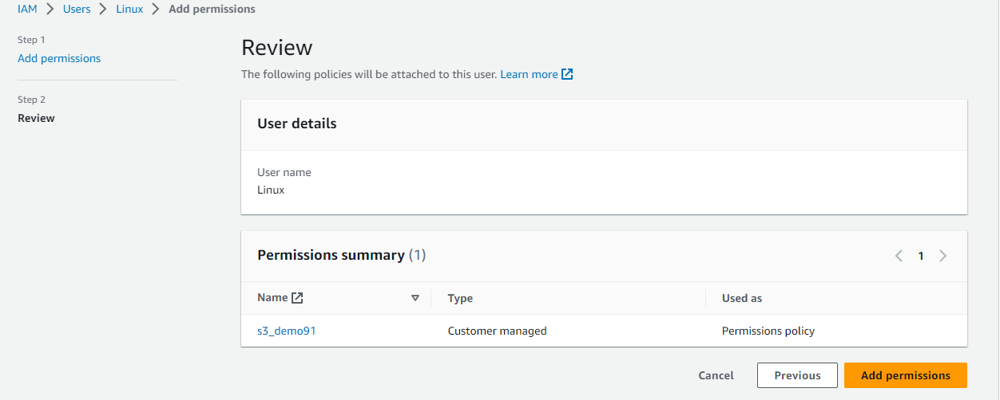 IAM > Users > Linux > Add permissions
Step 1
Add permissions
Step 2
Review
Review
The following policies will be attached to this user. Learn more
User details
User name
Linux
Permissions summary (1)
< 1 >
Name Type Used as
s3_demo91 Customer managed Permissions policy
Cancel Previous Add permissions